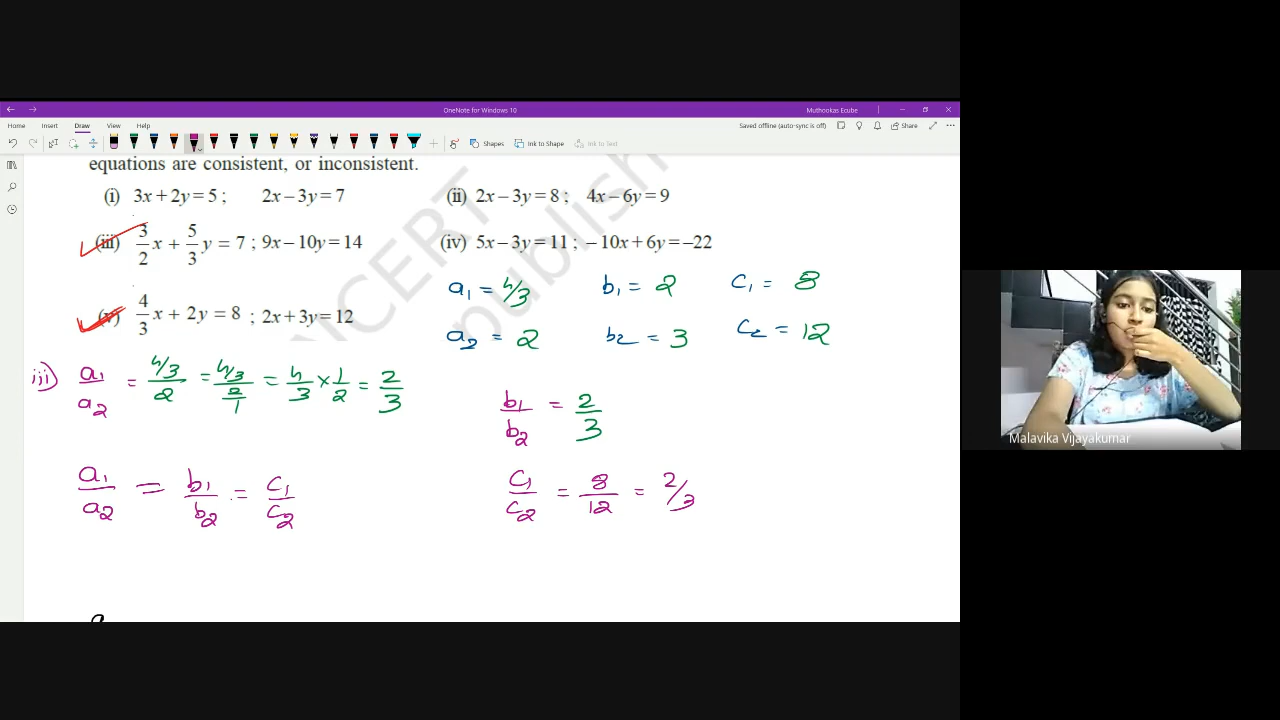 OneNote for Windows 10
Muthookas Ecube
Home Insert Draw View Help
Saved offline (auto-sync is off) Share
Shapes Ink to Shape Ink to Text
equations are consistent, or inconsistent.
(i) 3x + 2y = 5 ; 2x – 3y = 7 (ii) 2x – 3y = 8 ; 4x – 6y = 9
(iii) 3/2 x + 5/3 y = 7 ; 9x – 10y = 14 (iv) 5x – 3y = 11 ; – 10x + 6y = –22
a₁ = 4/3 b₁ = 2 c₁ = 8
(v) 4/3 x + 2y = 8 ; 2x + 3y = 12
a₂ = 2 b₂ = 3 c₂ = 12
iii) a₁/a₂ = 4/3/2 = 4/3/2/1 = 4/3 × 1/2 = 2/3
b₁/b₂ = 2/3
a₁/a₂ = b₁/b₂ = c₁/c₂
c₁/c₂ = 8/12 = 2/3
Malavika Vijayakumar